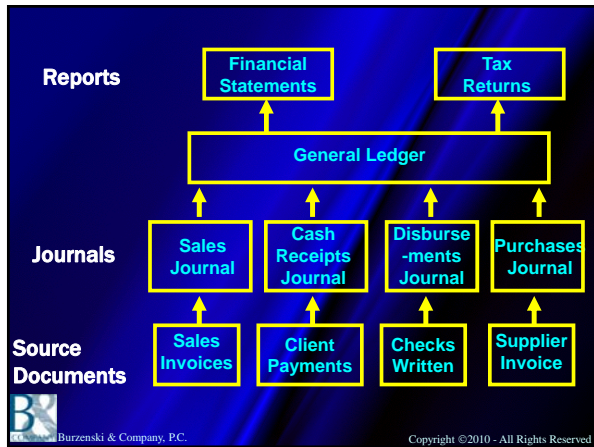 Reports
Financial
Statements
Tax
Returns
General Ledger
Journals
Sales
Journal
Cash
Receipts
Journal
Disburse
-ments
Journal
Purchases
Journal
Source
Documents
Sales
Invoices
Client
Payments
Checks
Written
Supplier
Invoice
B&
COMPANY
Burzenski & Company, P.C.
Copyright ©2010 - All Rights Reserved